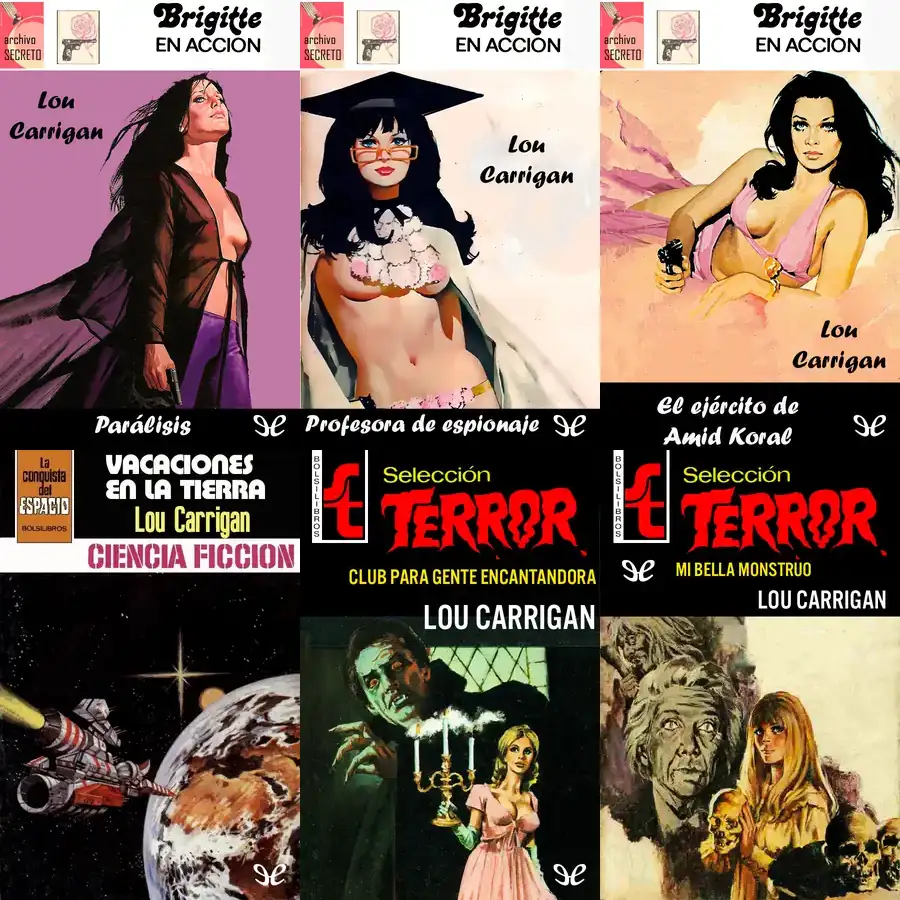 archivo
SECRETO
Brigitte
EN ACCION
Lou
Carrigan
Parálisis
archivo
SECRETO
Brigitte
EN ACCION
Lou
Carrigan
Profesora de espionaje
archivo
SECRETO
Brigitte
EN ACCION
Lou
Carrigan
El ejército de
Amid Koral
La
conquista
del
ESPACIO
BOLSILIBROS
VACACIONES
EN LA TIERRA
Lou Carrigan
CIENCIA FICCION
BOLSILIBROS
Selección
TERROR
CLUB PARA GENTE ENCANTADORA
LOU CARRIGAN
BOLSILIBROS
Selección
TERROR
MI BELLA MONSTRUO
LOU CARRIGAN